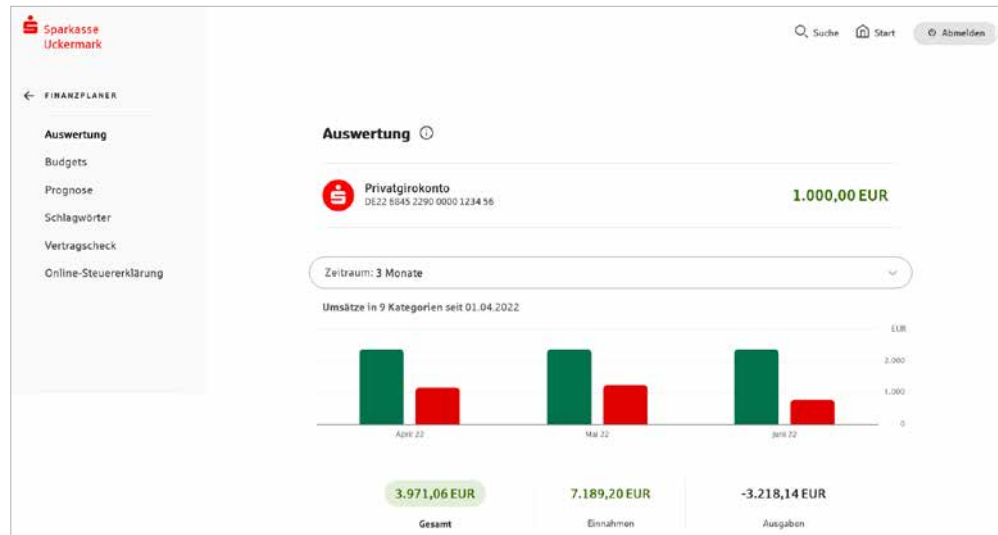 Sparkasse
Uckermark
Suche
Start
Abmelden
FINANZPLANER
Auswertung
Budgets
Prognose
Schlagwörter
Vertragscheck
Online-Steuererklärung
Auswertung
Privatgirokonto
DE22 6845 2290 0000 1234 56
1.000,00 EUR
Zeitraum: 3 Monate
Umsätze in 9 Kategorien seit 01.04.2022
EUR
2.000
1.000
0
April 22
Mai 22
Juni 22
3.971,06 EUR
7.189,20 EUR
-3.218,14 EUR
Gesamt
Einnahmen
Ausgaben